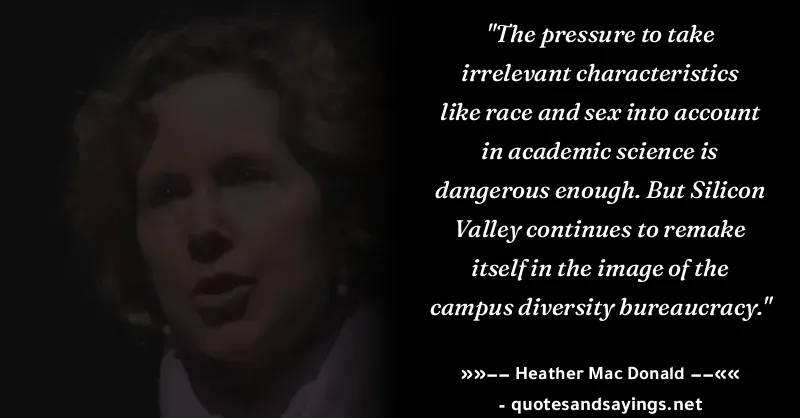 "The pressure to take
irrelevant characteristics
like race and sex into account
in academic science is
dangerous enough. But Silicon
Valley continues to remake
itself in the image of the
campus diversity bureaucracy."
»»-- Heather Mac Donald --««
- quotesandsayings.net